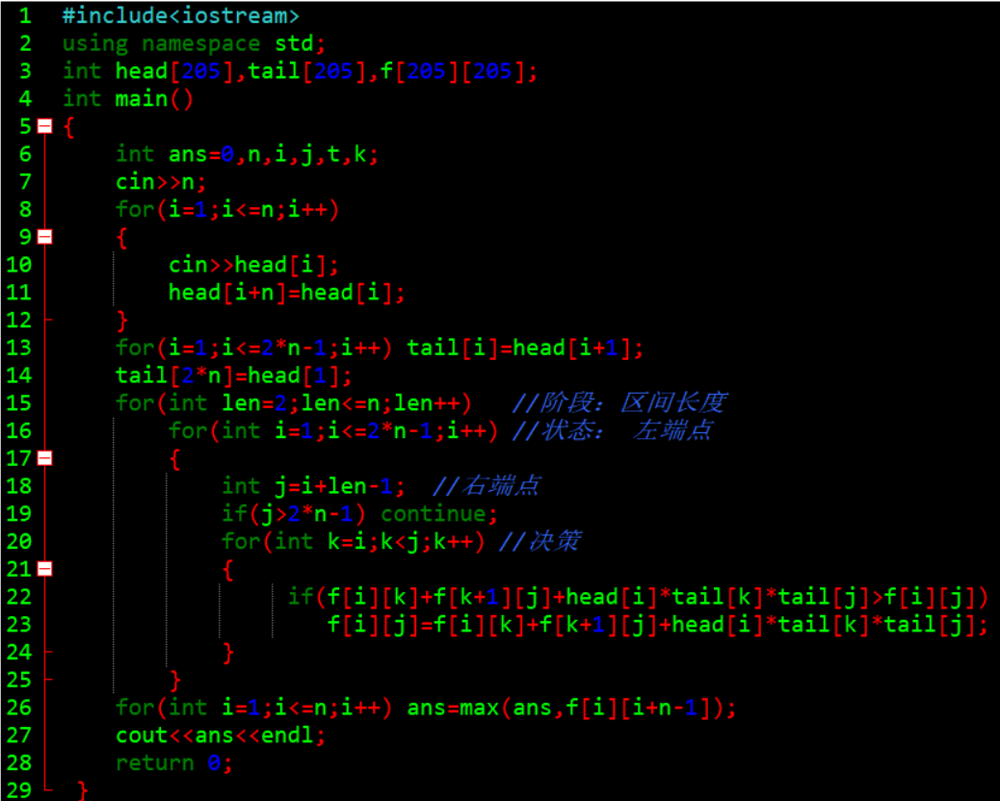 1 #include<iostream>
2 using namespace std;
3 int head[205],tail[205],f[205][205];
4 int main()
5 {
6 int ans=0,n,i,j,t,k;
7 cin>>n;
8 for(i=1;i<=n;i++)
9 {
10 cin>>head[i];
11 head[i+n]=head[i];
12 }
13 for(i=1;i<=2*n-1;i++) tail[i]=head[i+1];
14 tail[2*n]=head[1];
15 for(int len=2;len<=n;len++) //阶段：区间长度
16 for(int i=1;i<=2*n-1;i++) //状态： 左端点
17 {
18 int j=i+len-1; //右端点
19 if(j>2*n-1) continue;
20 for(int k=i;k<j;k++) //决策
21 {
22 if(f[i][k]+f[k+1][j]+head[i]*tail[k]*tail[j]>f[i][j])
23 f[i][j]=f[i][k]+f[k+1][j]+head[i]*tail[k]*tail[j];
24 }
25 }
26 for(int i=1;i<=n;i++) ans=max(ans,f[i][i+n-1]);
27 cout<<ans<<endl;
28 return 0;
29 }